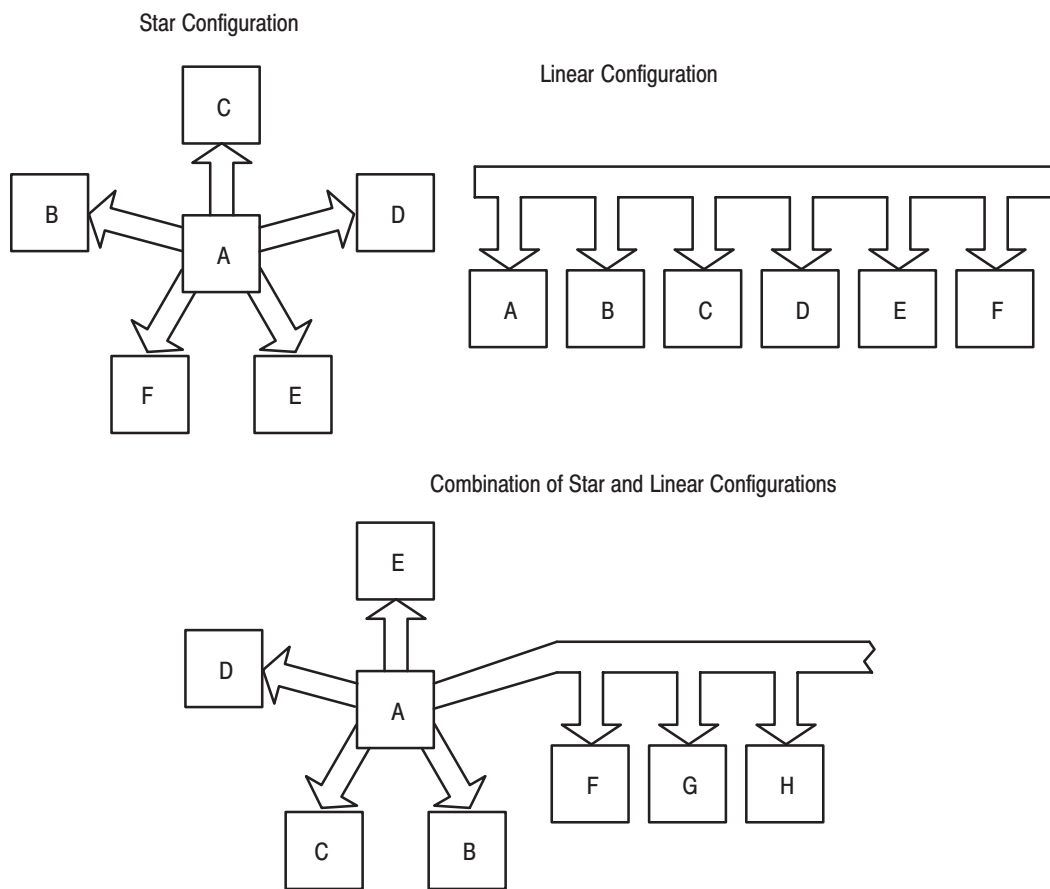 Star Configuration
Linear Configuration
C
B
D
A
F
E
A B C D E F
Combination of Star and Linear Configurations
E
D
A
F G H
C
B